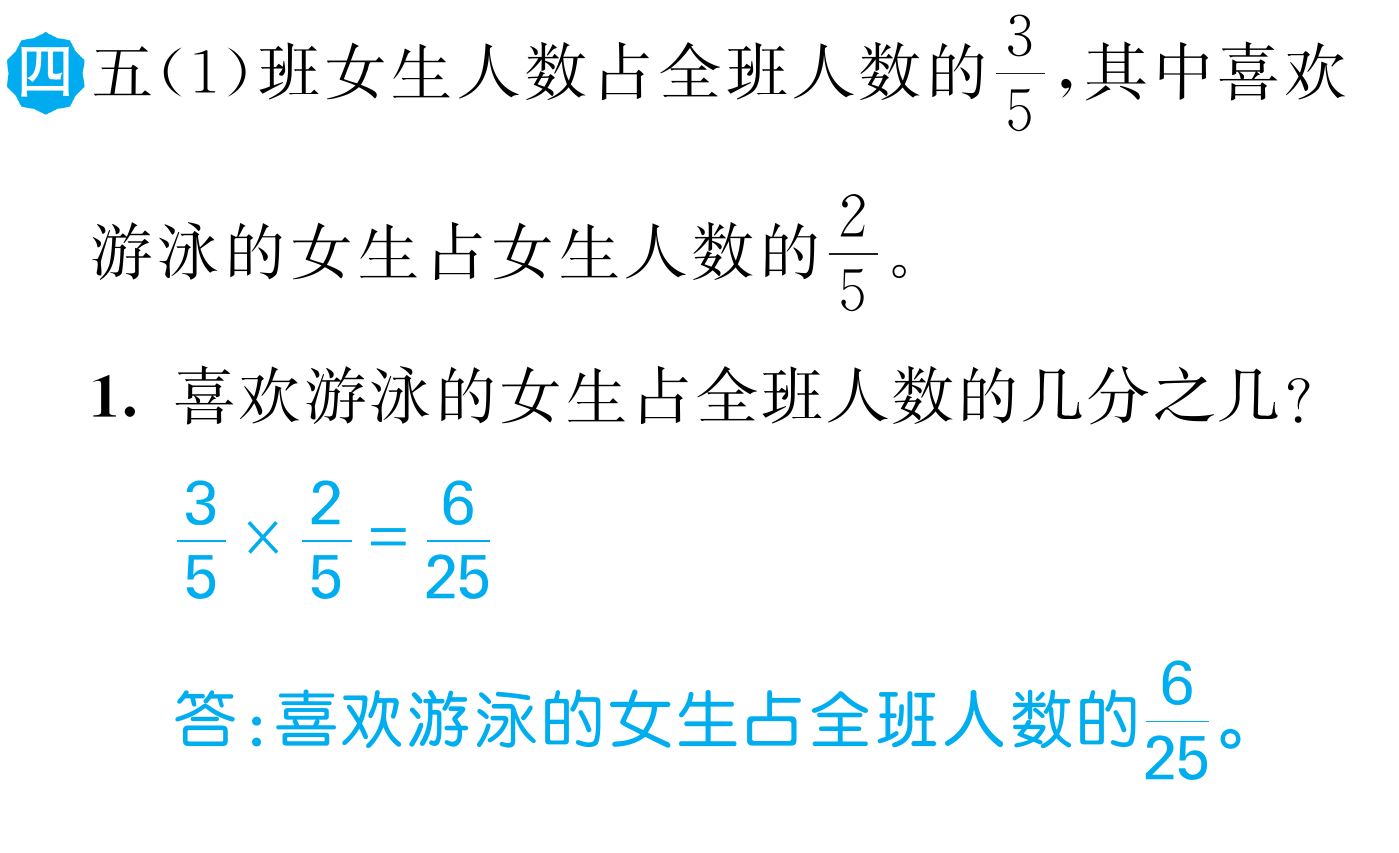 四 五(1)班女生人数占全班人数的3/5,其中喜欢
游泳的女生占女生人数的2/5。
1. 喜欢游泳的女生占全班人数的几分之几?
3/5 × 2/5 = 6/25
答:喜欢游泳的女生占全班人数的6/25。